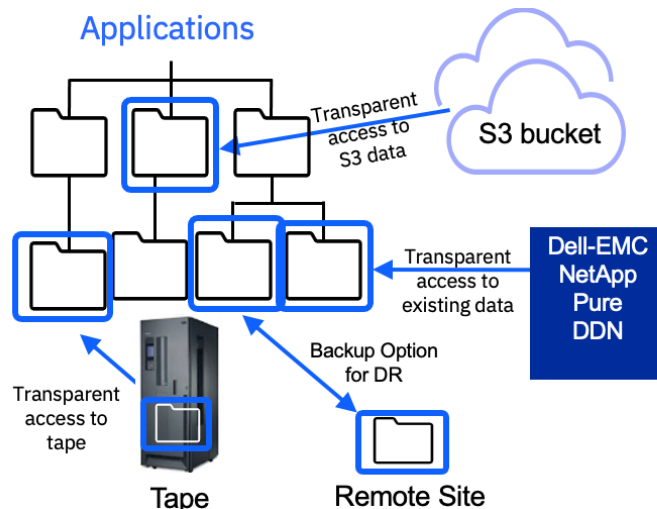 Applications
Transparent
access to
S3 data
S3 bucket
Transparent
access to
existing data
Dell-EMC
NetApp
Pure
DDN
Backup Option
for DR
Transparent
access to
tape
Tape
Remote Site